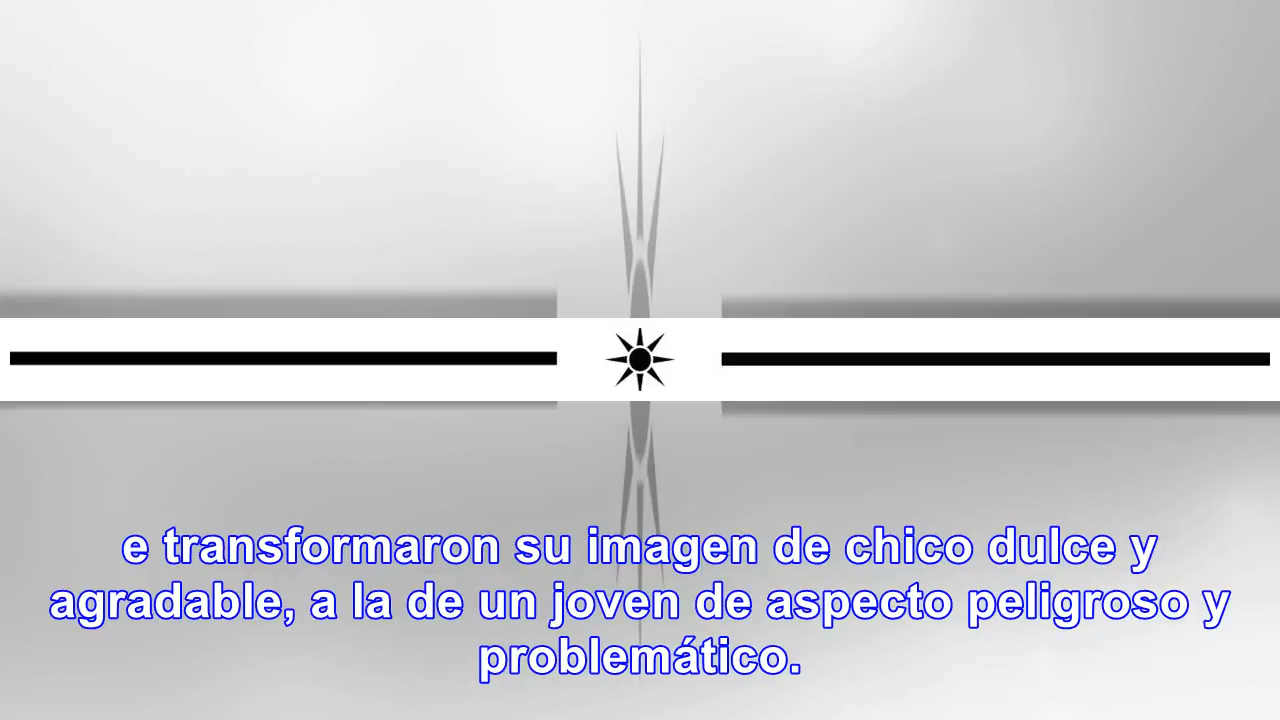 e transformaron su imagen de chico dulce y
agradable, a la de un joven de aspecto peligroso y
problemático.